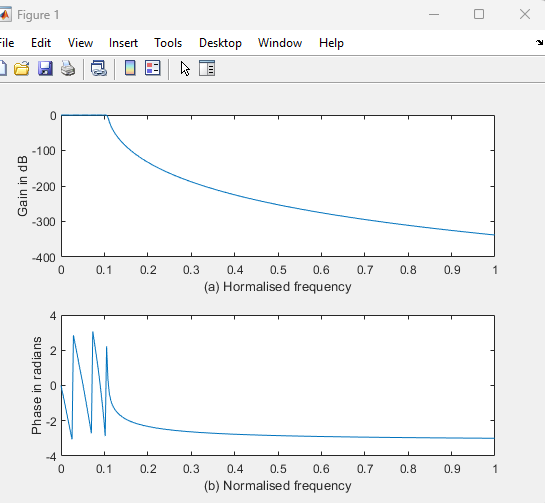 Figure 1
File Edit View Insert Tools Desktop Window Help
0
-100
-200
-300
-400
Gain in dB
0 0.1 0.2 0.3 0.4 0.5 0.6 0.7 0.8 0.9 1
(a) Hormalised frequency
4
2
0
-2
-4
Phase in radians
0 0.1 0.2 0.3 0.4 0.5 0.6 0.7 0.8 0.9 1
(b) Normalised frequency